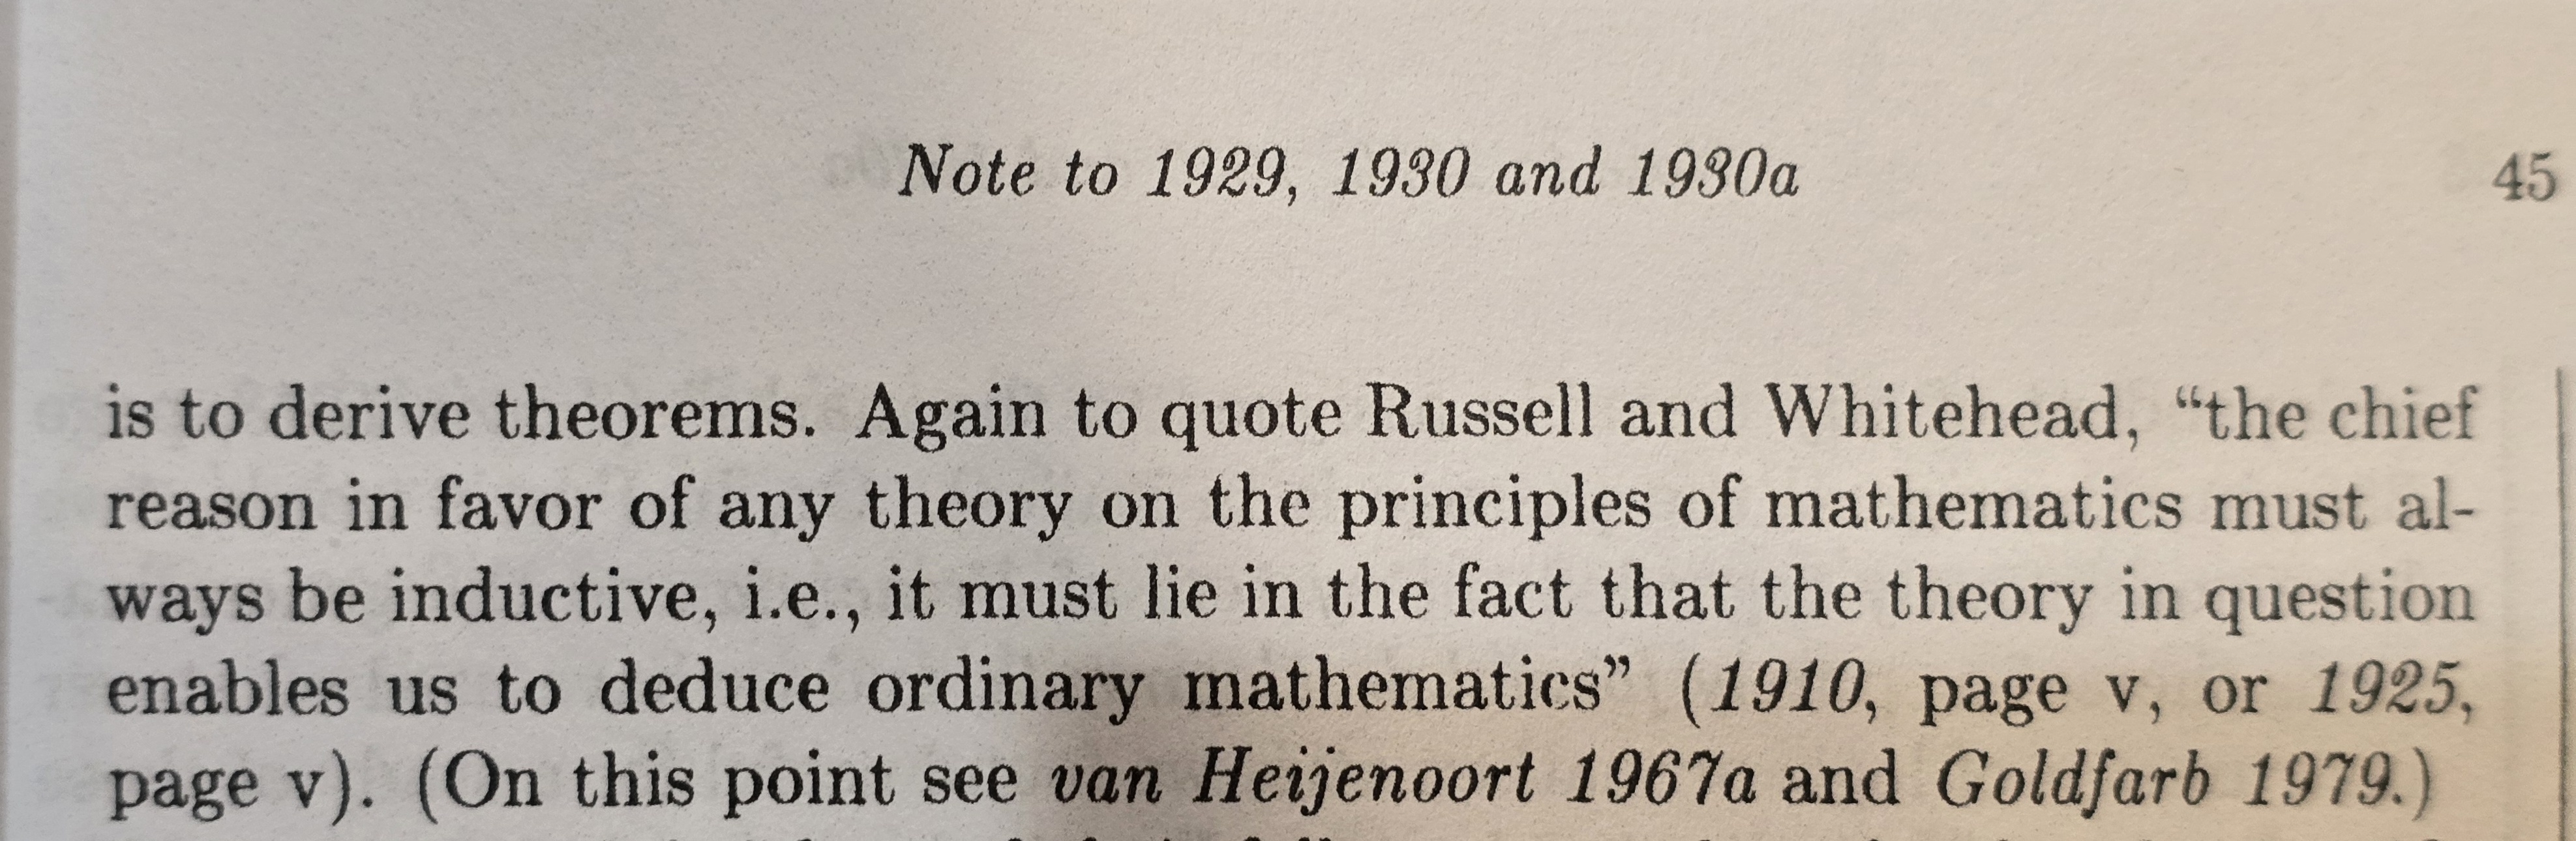 Note to 1929, 1930 and 1930a
45
is to derive theorems. Again to quote Russell and Whitehead, “the chief
reason in favor of any theory on the principles of mathematics must al-
ways be inductive, i.e., it must lie in the fact that the theory in question
enables us to deduce ordinary mathematics” (1910, page v, or 1925,
page v). (On this point see van Heijenoort 1967a and Goldfarb 1979.)